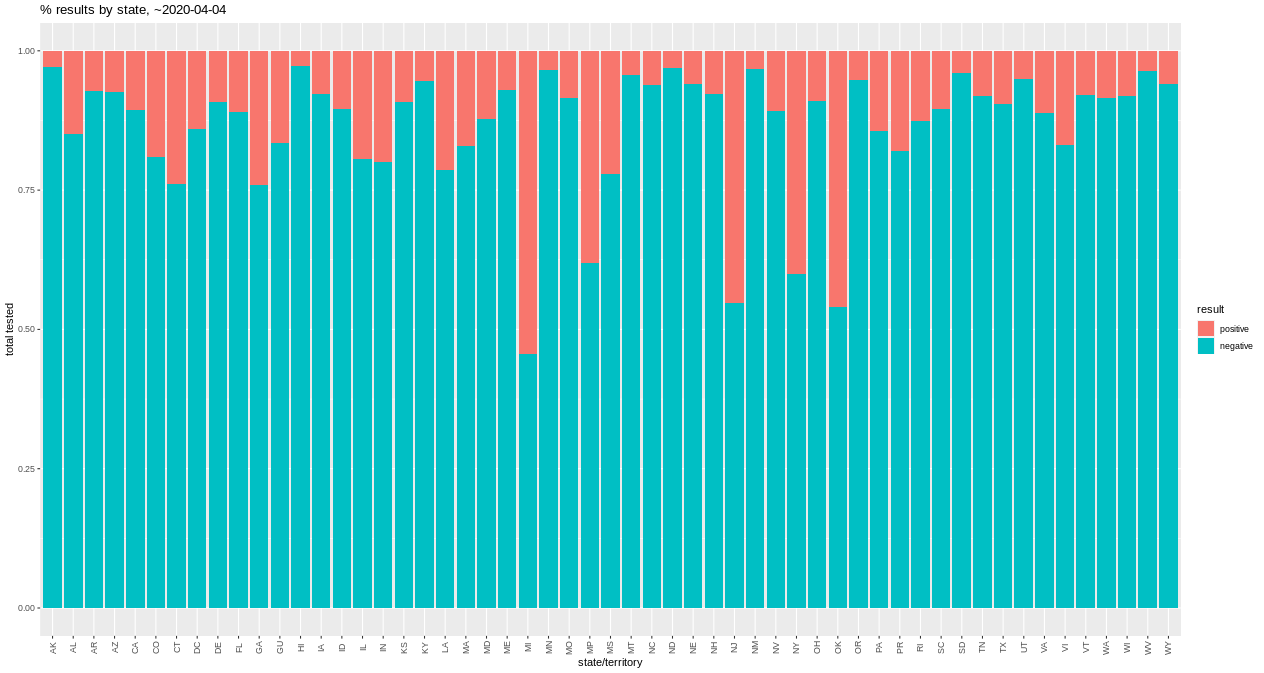 % results by state, ~2020-04-04
1.00
0.75
0.50
0.25
0.00
total tested
AK AL AR AZ CA CO CT DC DE FL GA GU HI IA ID IL IN KS KY LA MA MD ME MI MN MO MP MS MT NC ND NE NH NJ NM NV NY OH OK OR PA PR RI SC SD TN TX UT VA VI VT WA WI WV WY
state/territory
result
positive
negative